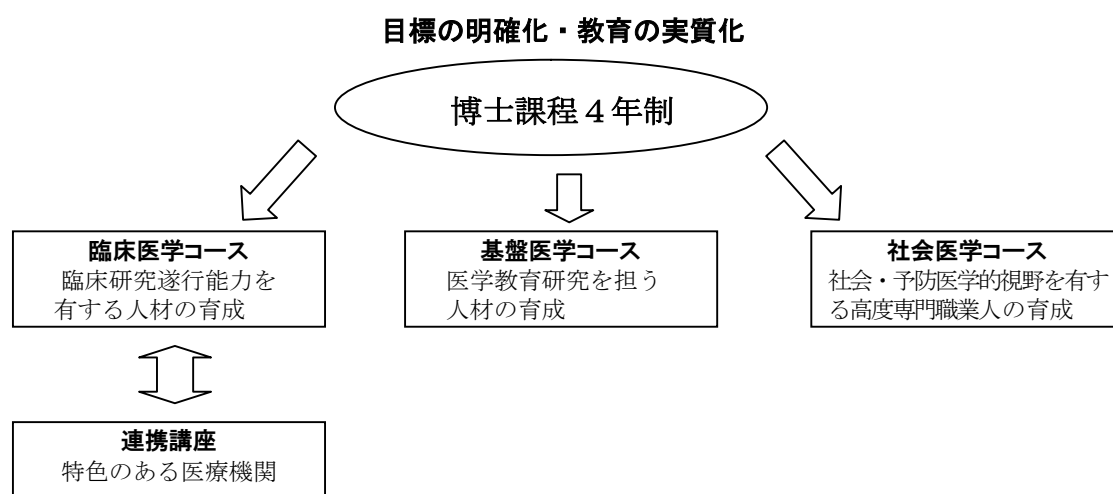 目標の明確化・教育の実質化
博士課程４年制
臨床医学コース
臨床研究遂行能力を
有する人材の育成
基盤医学コース
医学教育研究を担う
人材の育成
社会医学コース
社会・予防医学的視野を有す
る高度専門職業人の育成
連携講座
特色のある医療機関